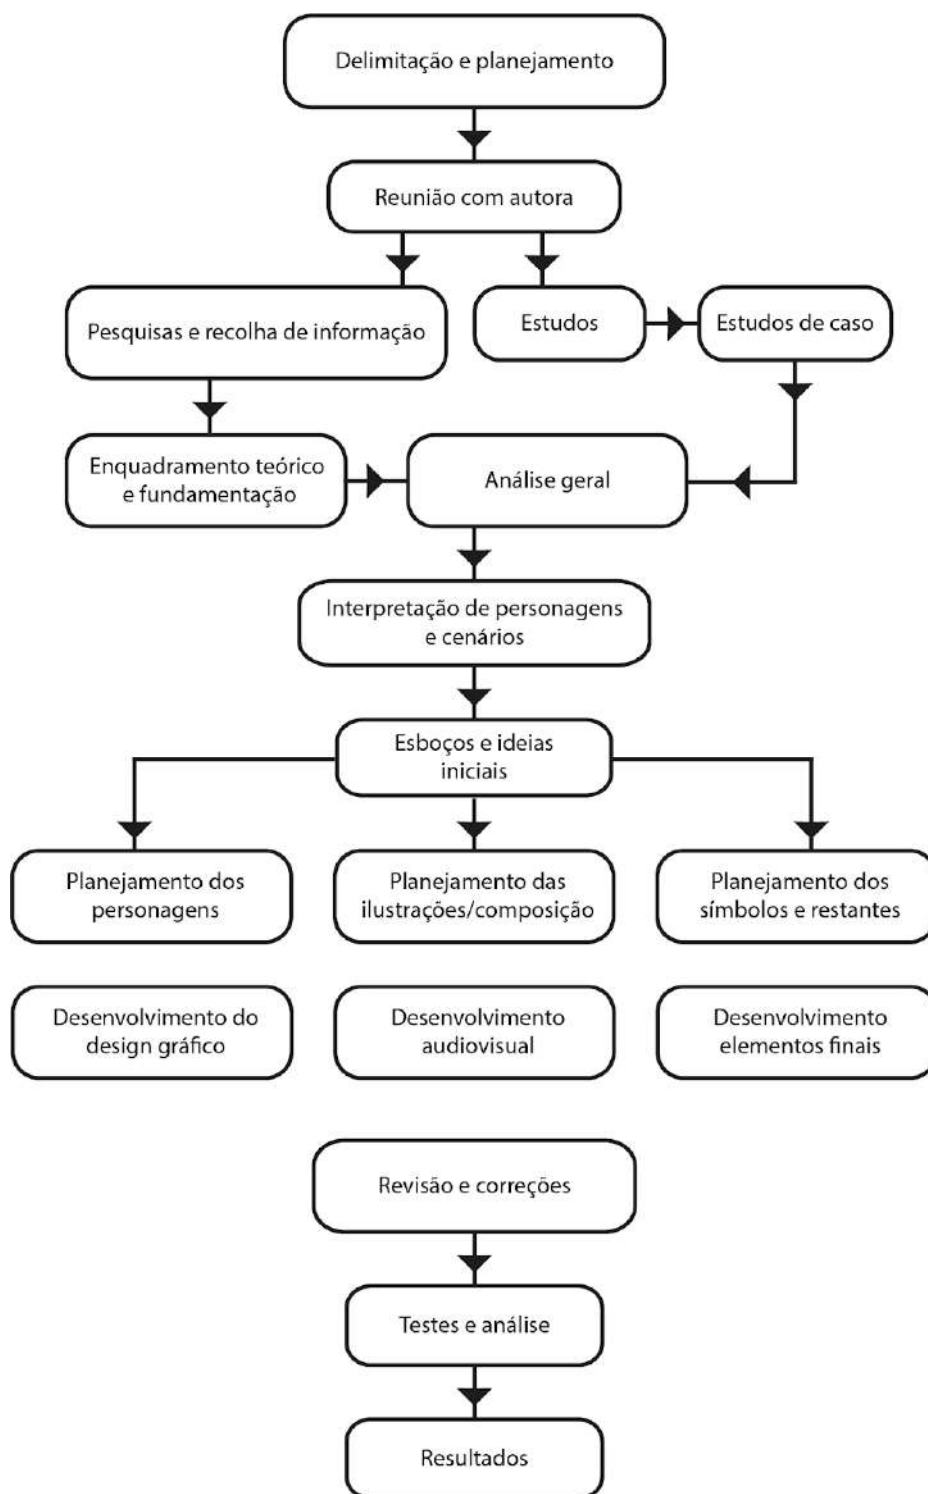 Delimitação e planejamento
Reunião com autora
Pesquisas e recolha de informação
Estudos
Estudos de caso
Enquadramento teórico
e fundamentação
Análise geral
Interpretação de personagens
e cenários
Esboços e ideias
iniciais
Planejamento dos
personagens
Planejamento das
ilustrações/composição
Planejamento dos
símbolos e restantes
Desenvolvimento do
design gráfico
Desenvolvimento
audiovisual
Desenvolvimento
elementos finais
Revisão e correções
Testes e análise
Resultados